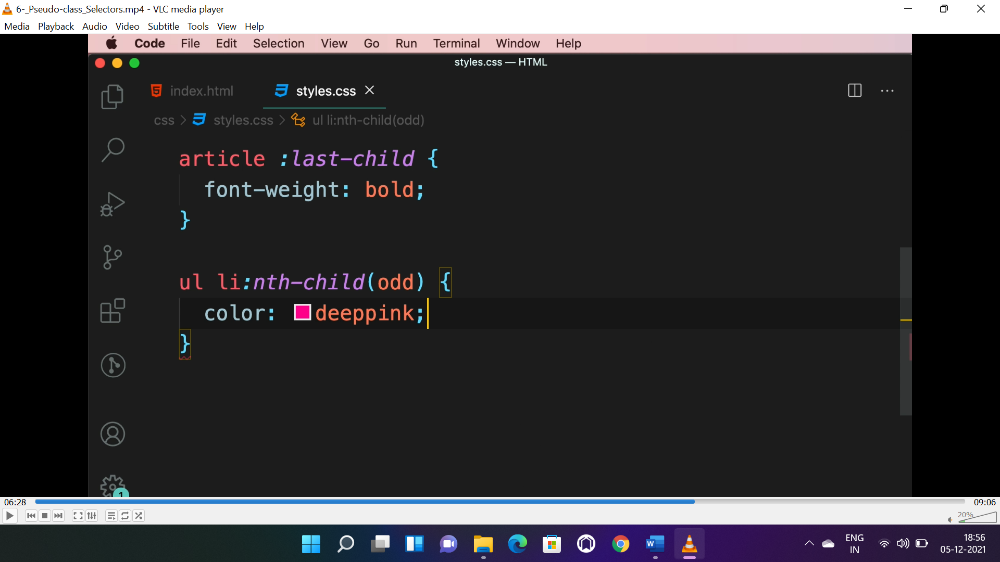 6-_Pseudo-class_Selectors.mp4 - VLC media player
Media Playback Audio Video Subtitle Tools View Help
Code File Edit Selection View Go Run Terminal Window Help
styles.css — HTML
index.html styles.css
css > styles.css > ul li:nth-child(odd)
article :last-child {
font-weight: bold;
}
ul li:nth-child(odd) {
color: deeppink;
}
1
06:28 09:06
20%
ENG 18:56
IN 05-12-2021